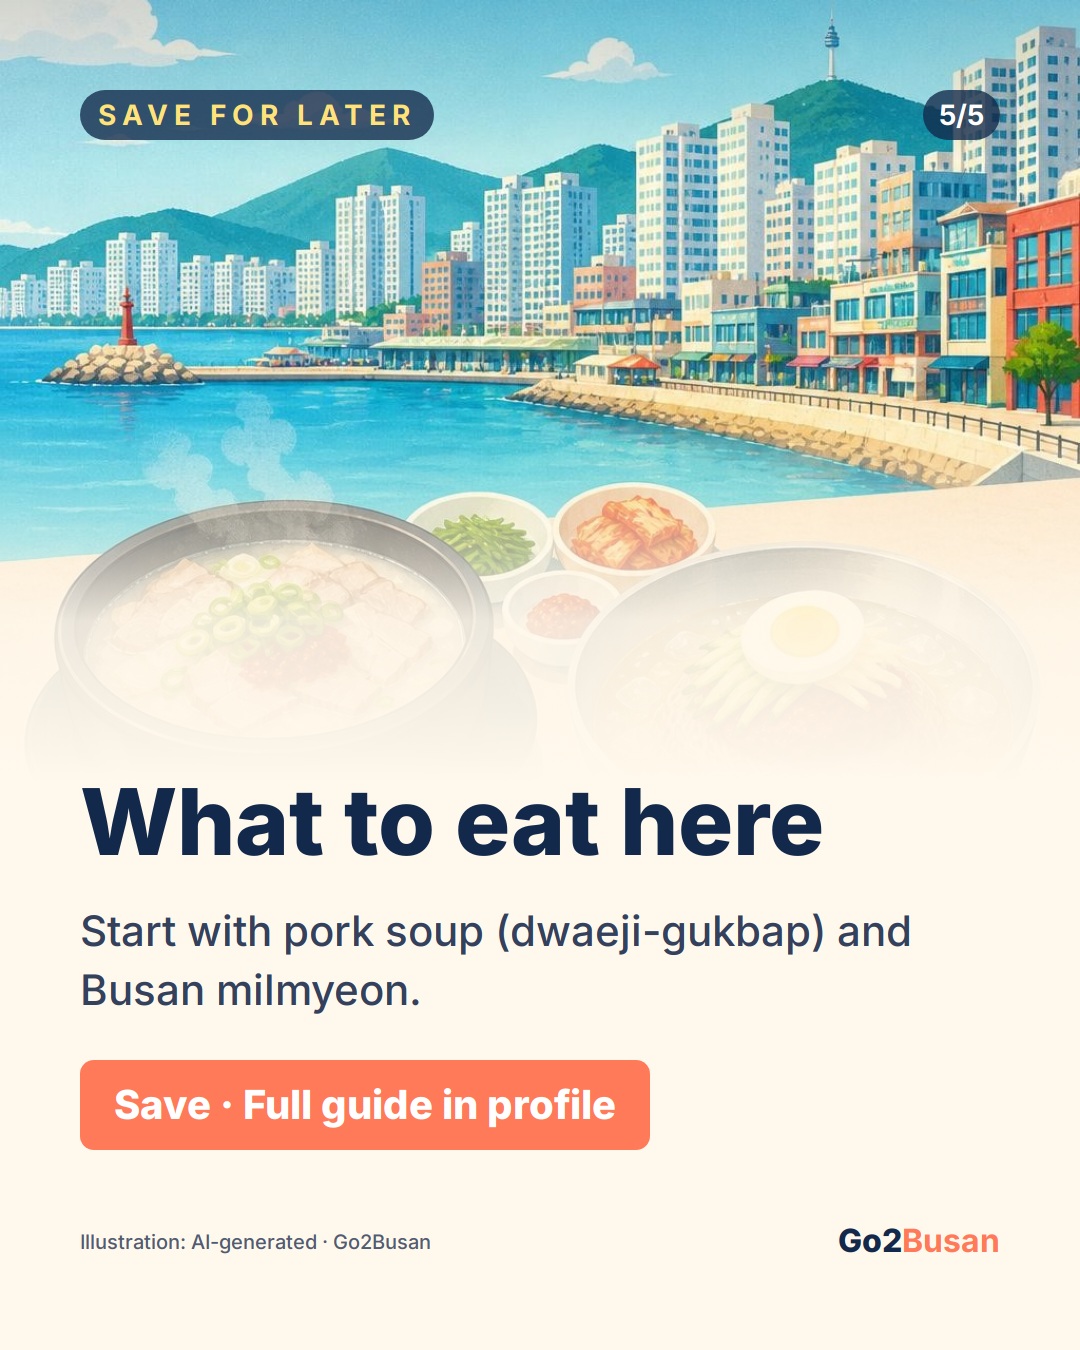 SAVE FOR LATER
5/5
What to eat here
Start with pork soup (dwaeji-gukbap) and
Busan milmyeon.
Save · Full guide in profile
Illustration: AI-generated · Go2Busan
Go2Busan